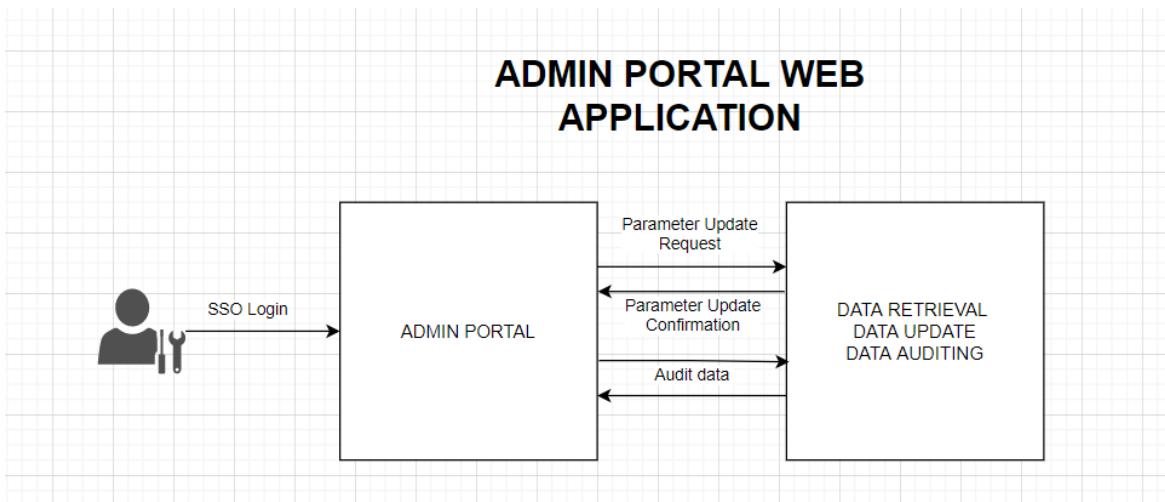 ADMIN PORTAL WEB
APPLICATION
Parameter Update
Request
SSO Login
Parameter Update
Confirmation
ADMIN PORTAL
DATA RETRIEVAL
DATA UPDATE
DATA AUDITING
Audit data